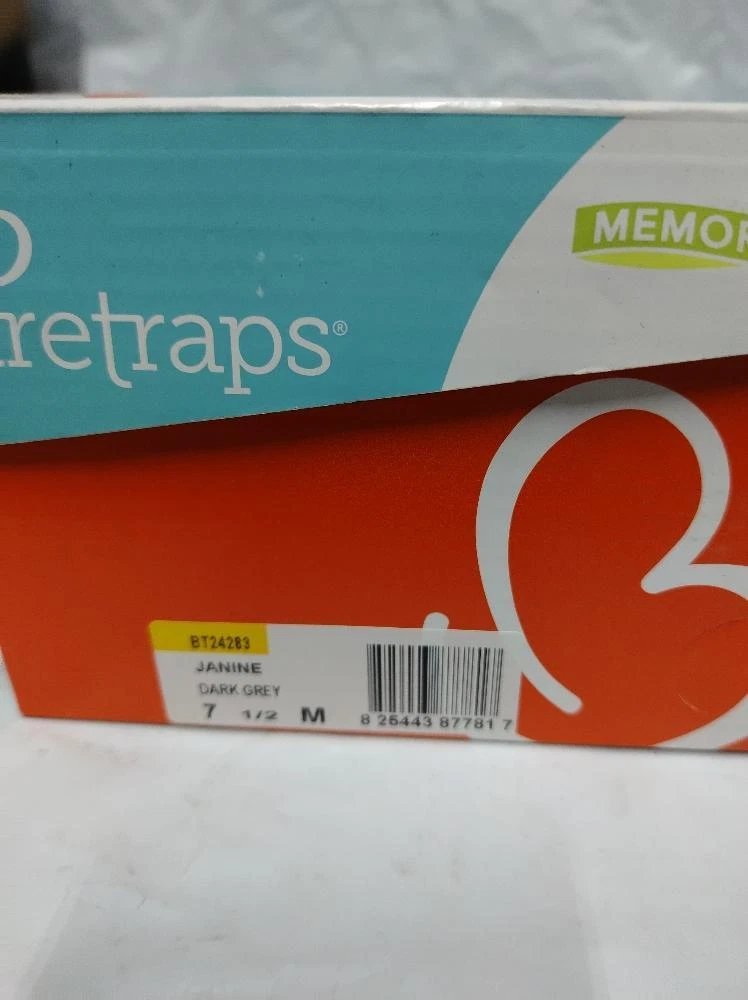 retraps®
MEMOR
BT24283
JANINE
DARK GREY
7 1/2 M
8 25443 87781 7